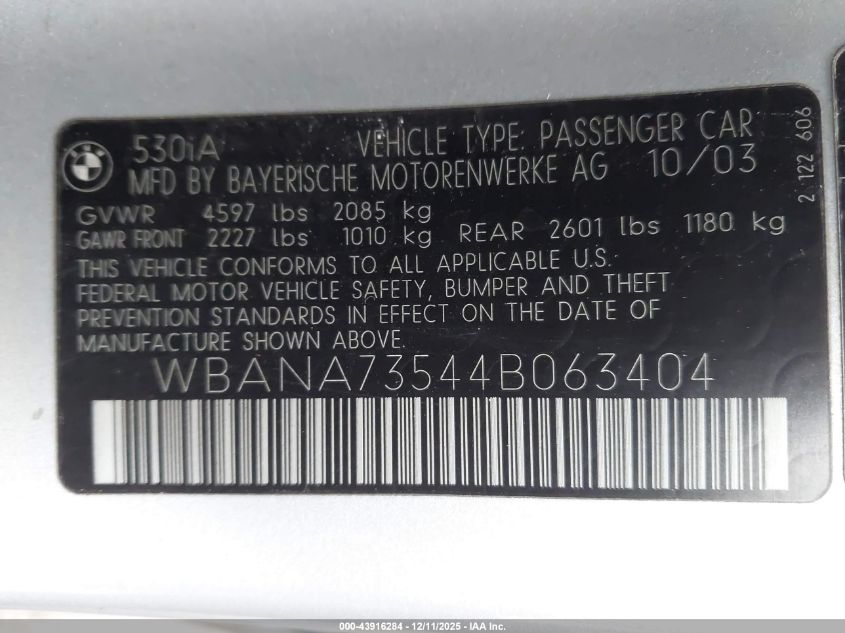 BMW
530iA VEHICLE TYPE: PASSENGER CAR
MFD BY BAYERISCHE MOTORENWERKE AG 10/03
GVWR 4597 lbs 2085 kg
GAWR FRONT 2227 lbs 1010 kg REAR 2601 lbs 1180 kg
THIS VEHICLE CONFORMS TO ALL APPLICABLE U.S.
FEDERAL MOTOR VEHICLE SAFETY, BUMPER AND THEFT
PREVENTION STANDARDS IN EFFECT ON THE DATE OF
MANUFACTURE SHOWN ABOVE.
WBANA73544B063404
2 122 606
000-43916284 - 12/11/2025 - IAA Inc.